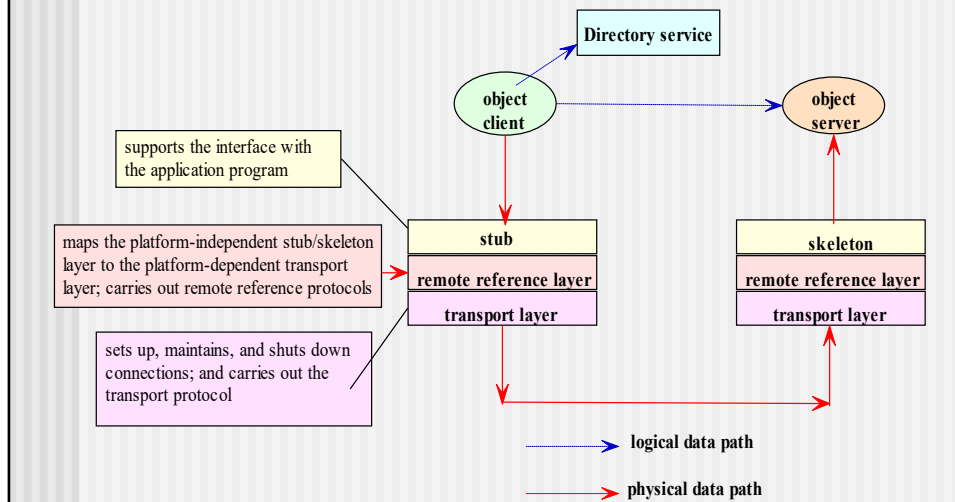 Directory service
object
client
object
server
supports the interface with
the application program
maps the platform-independent stub/skeleton
layer to the platform-dependent transport
layer; carries out remote reference protocols
stub
remote reference layer
transport layer
skeleton
remote reference layer
transport layer
sets up, maintains, and shuts down
connections; and carries out the
transport protocol
logical data path
physical data path